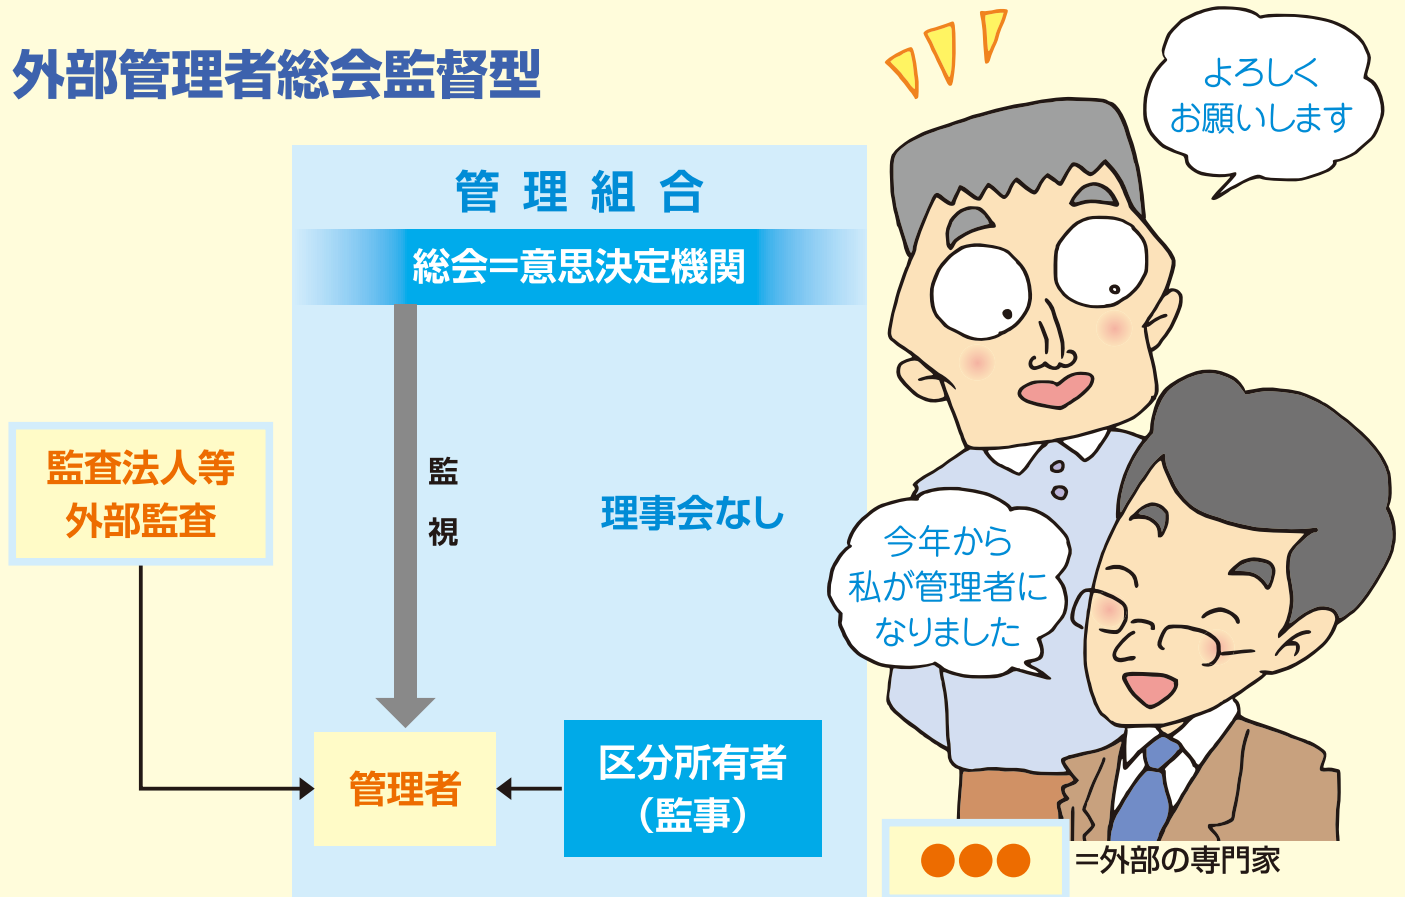 外部管理者総会監督型
よろしく
お願いします
管理組合
総会＝意思決定機関
監査法人等
外部監査
監
視
理事会なし
今年から
私が管理者に
なりました
管理者
区分所有者
（監事）
●●●
＝外部の専門家